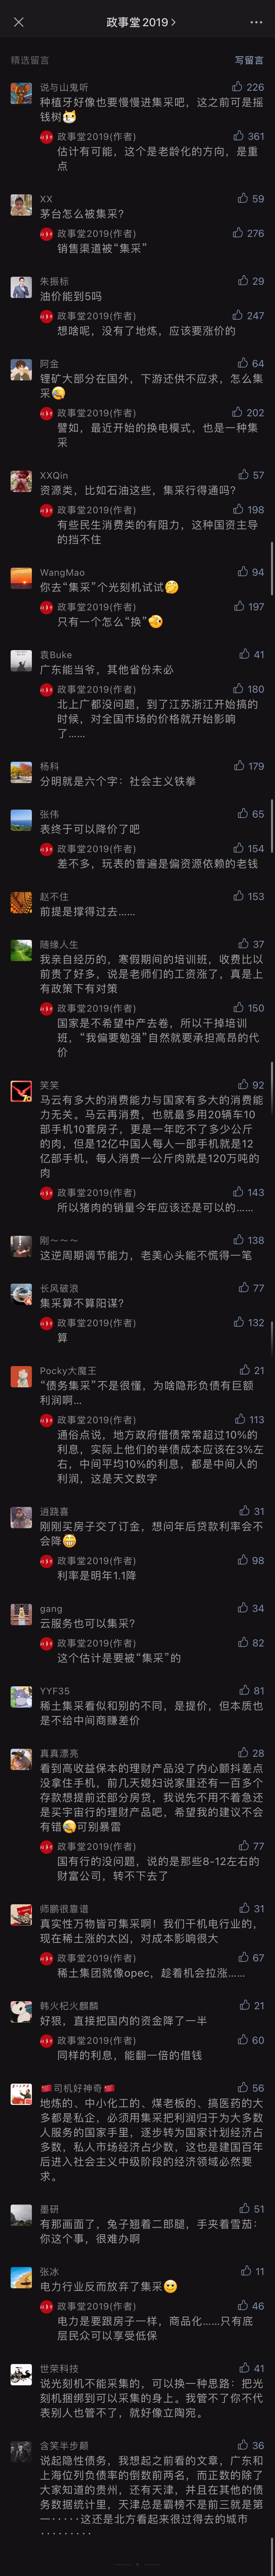 政事堂2019
精选留言
写留言
说与山鬼听
226
种植牙好像也要慢慢进集采吧，这之前可是摇
钱树
政事堂2019(作者)
361
估计有可能，这个是老龄化的方向，是重
点
XX
59
茅台怎么被集采?
政事堂2019(作者)
276
销售渠道被“集采”
朱振标
29
油价能到5吗
政事堂2019(作者)
247
想啥呢，没有了地炼，应该要涨价的
阿金
64
锂矿大部分在国外，下游还供不应求，怎么集
采
政事堂2019(作者)
202
譬如，最近开始的换电模式，也是一种集
采
XXQin
57
资源类，比如石油这些，集采行得通吗?
政事堂2019(作者)
198
有些民生消费类的有阻力，这种国资主导
的挡不住
WangMao
94
你去“集采”个光刻机试试
政事堂2019(作者)
197
只有一个怎么“换”
袁Buke
41
广东能当爷，其他省份未必
政事堂2019(作者)
180
北上广都没问题，到了江苏浙江开始搞的
时候，对全国市场的价格就开始影响
了……
杨科
179
分明就是六个字：社会主义铁拳
张伟
65
表终于可以降价了吧
政事堂2019(作者)
154
差不多，玩表的普遍是偏资源依赖的老钱
赵不住
153
前提是撑得过去……
随缘人生
37
我亲自经历的，寒假期间的培训班，收费比以
前贵了好多，说是老师们的工资涨了，真是上
有政策下有对策
政事堂2019(作者)
150
国家是不希望中产去卷，所以干掉培训
班，“我偏要勉强”自然就要承担高昂的代
价
笑笑
92
马云有多大的消费能力与国家有多大的消费能
力无关。马云再消费，也就最多用20辆车10
部手机10套房子，更是一年吃不了多少公斤
的肉，但是12亿中国人每人一部手机就是12
亿部手机，每人消费一公斤肉就是120万吨的
肉
政事堂2019(作者)
143
所以猪肉的销量今年应该还是可以的……
刚～～～
138
这逆周期调节能力，老美心头能不慌得一笔
长风破浪
77
集采算不算阳谋?
政事堂2019(作者)
132
算
Pocky大魔王
21
“债务集采”不是很懂，为啥隐形负债有巨额
利润啊…
政事堂2019(作者)
113
通俗点说，地方政府借债常常超过10%的
利息，实际上他们的举债成本应该在3%左
右，中间平均10%的利息，都是中间人的
利润，这是天文数字
逍跷喜
31
刚刚买房子交了订金，想问年后贷款利率会不
会降
政事堂2019(作者)
98
利率是明年1.1降
gang
34
云服务也可以集采?
政事堂2019(作者)
82
这个估计是要被“集采”的
YYF35
81
稀土集采看似和别的不同，是提价，但本质也
是不给中间商赚差价
真真漂亮
28
看到高收益保本的理财产品没了内心颤抖差点
没拿住手机，前几天媳妇说家里还有一百多个
存款想提前还部分房贷，我说先不用不着急还
是买宇宙行的理财产品吧，希望我的建议不会
有错可别暴雷
政事堂2019(作者)
77
国有行的没问题，说的是那些8-12左右的
财富公司，转不下去了
师鹏很靠谱
31
真实性万物皆可集采啊！我们干机电行业的，
现在稀土涨的太凶，对成本影响很大
政事堂2019(作者)
67
稀土集团就像opec，趁着机会拉涨……
韩火杞火麒麟
21
好狠，直接把国内的资金降了一半
政事堂2019(作者)
60
同样的利息，能翻一倍的借钱
司机好神奇
56
地炼的、中小化工的、煤老板的、搞医药的大
多都是私企，必须用集采把利润归于为大多数
人服务的国家手里，逐步转为国家计划经济占
多数，私人市场经济占少数，这也是建国百年
后进入社会主义中级阶段的经济领域必然要
求。
墨研
51
有那画面了，兔子翘着二郎腿，手夹着雪茄：
你这个事，很难办啊
张冰
11
电力行业反而放弃了集采
政事堂2019(作者)
46
电力是要跟房子一样，商品化……只有底
层民众可以享受低保
世荣科技
41
说光刻机不能采集的，可以换一种思路：把光
刻机捆绑到可以采集的身上。我管不了你不代
表别人也管不了，就好像立陶宛。
含笑半步颠
36
说起隐性债务，我想起之前看的文章，广东和
上海位列负债率的倒数前两名，而正数的除了
大家知道的贵州，还有天津，并且在其他的债
务数据统计里，天津总是霸榜不是前三就是第
一·····这还是北方看起来很过得去的城市
·········